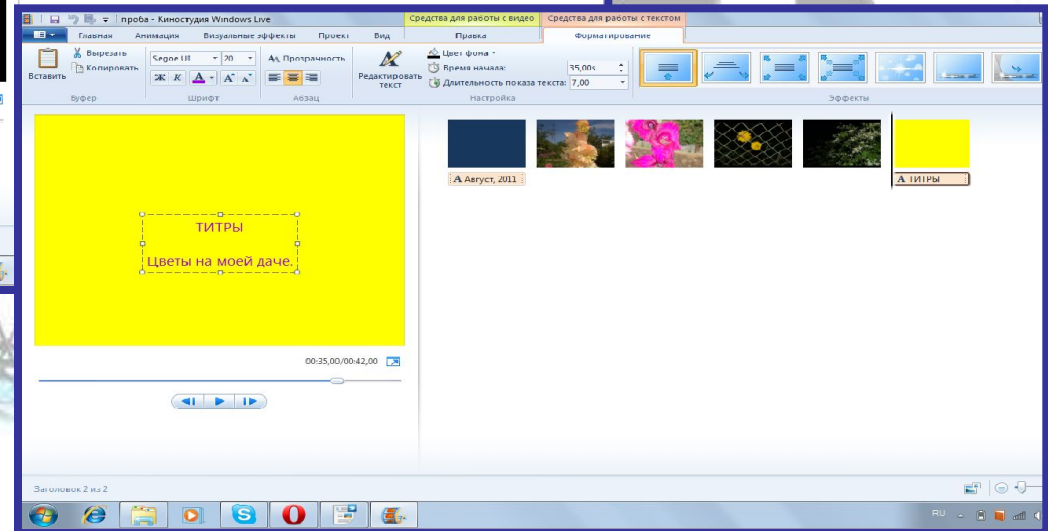 проба - Киностудия Windows Live
Средства для работы с видео
Средства для работы с текстом
Главная
Анимация
Визуальные эффекты
Проект
Вид
Правка
Форматирование
Вставить
Вырезать
Копировать
Буфер
Segoe UI
20
Прозрачность
Ж К А А А
Шрифт
Абзац
Редактировать
текст
Цвет фона
Время начала: 35,00s
Длительность показа текста: 7,00
Настройка
Эффекты
ТИТРЫ
Цветы на моей даче.
00:35,00/00:42,00
А Август, 2011
А ТИТРЫ
Заголовок 2 из 2
RU